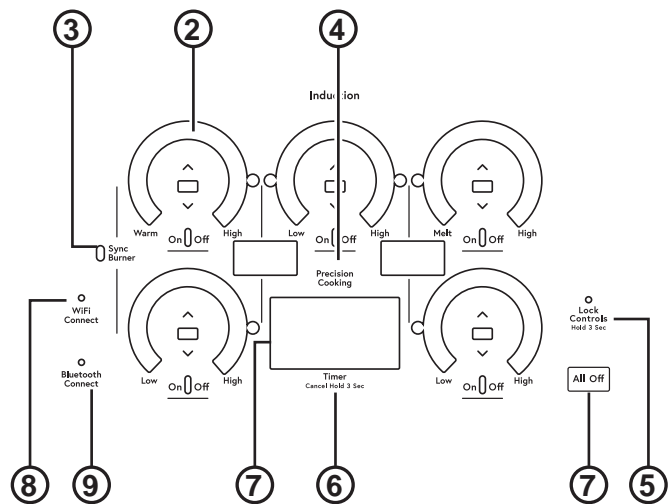 3
2
4
Induction
Warm
High
Low
High
Melt
High
On Off
On Off
On Off
Sync
Burner
Precision
Cooking
WiFi
Connect
Lock
Controls
Hold 3 Sec
Bluetooth
Connect
Low
High
Timer
Cancel Hold 3 Sec
Low
High
All Off
On Off
On Off
8
9
7
6
7
5